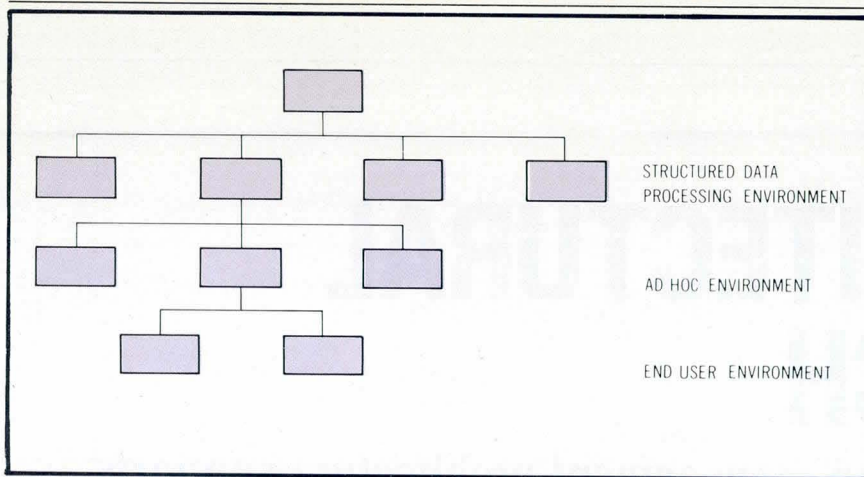 STRUCTURED DATA
PROCESSING ENVIRONMENT
AD HOC ENVIRONMENT
END USER ENVIRONMENT